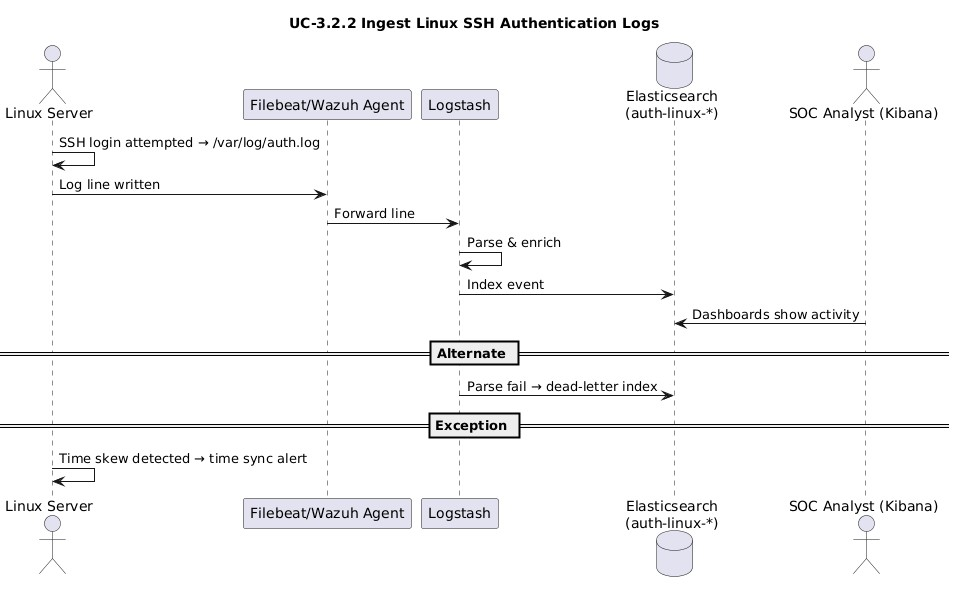 UC-3.2.2 Ingest Linux SSH Authentication Logs
Linux Server
Filebeat/Wazuh Agent
Logstash
Elasticsearch
(auth-linux-*)
SOC Analyst (Kibana)
SSH login attempted → /var/log/auth.log
Log line written
Forward line
Parse & enrich
Index event
Dashboards show activity
Alternate
Parse fail → dead-letter index
Exception
Time skew detected → time sync alert
Linux Server
Filebeat/Wazuh Agent
Logstash
Elasticsearch
(auth-linux-*)
SOC Analyst (Kibana)